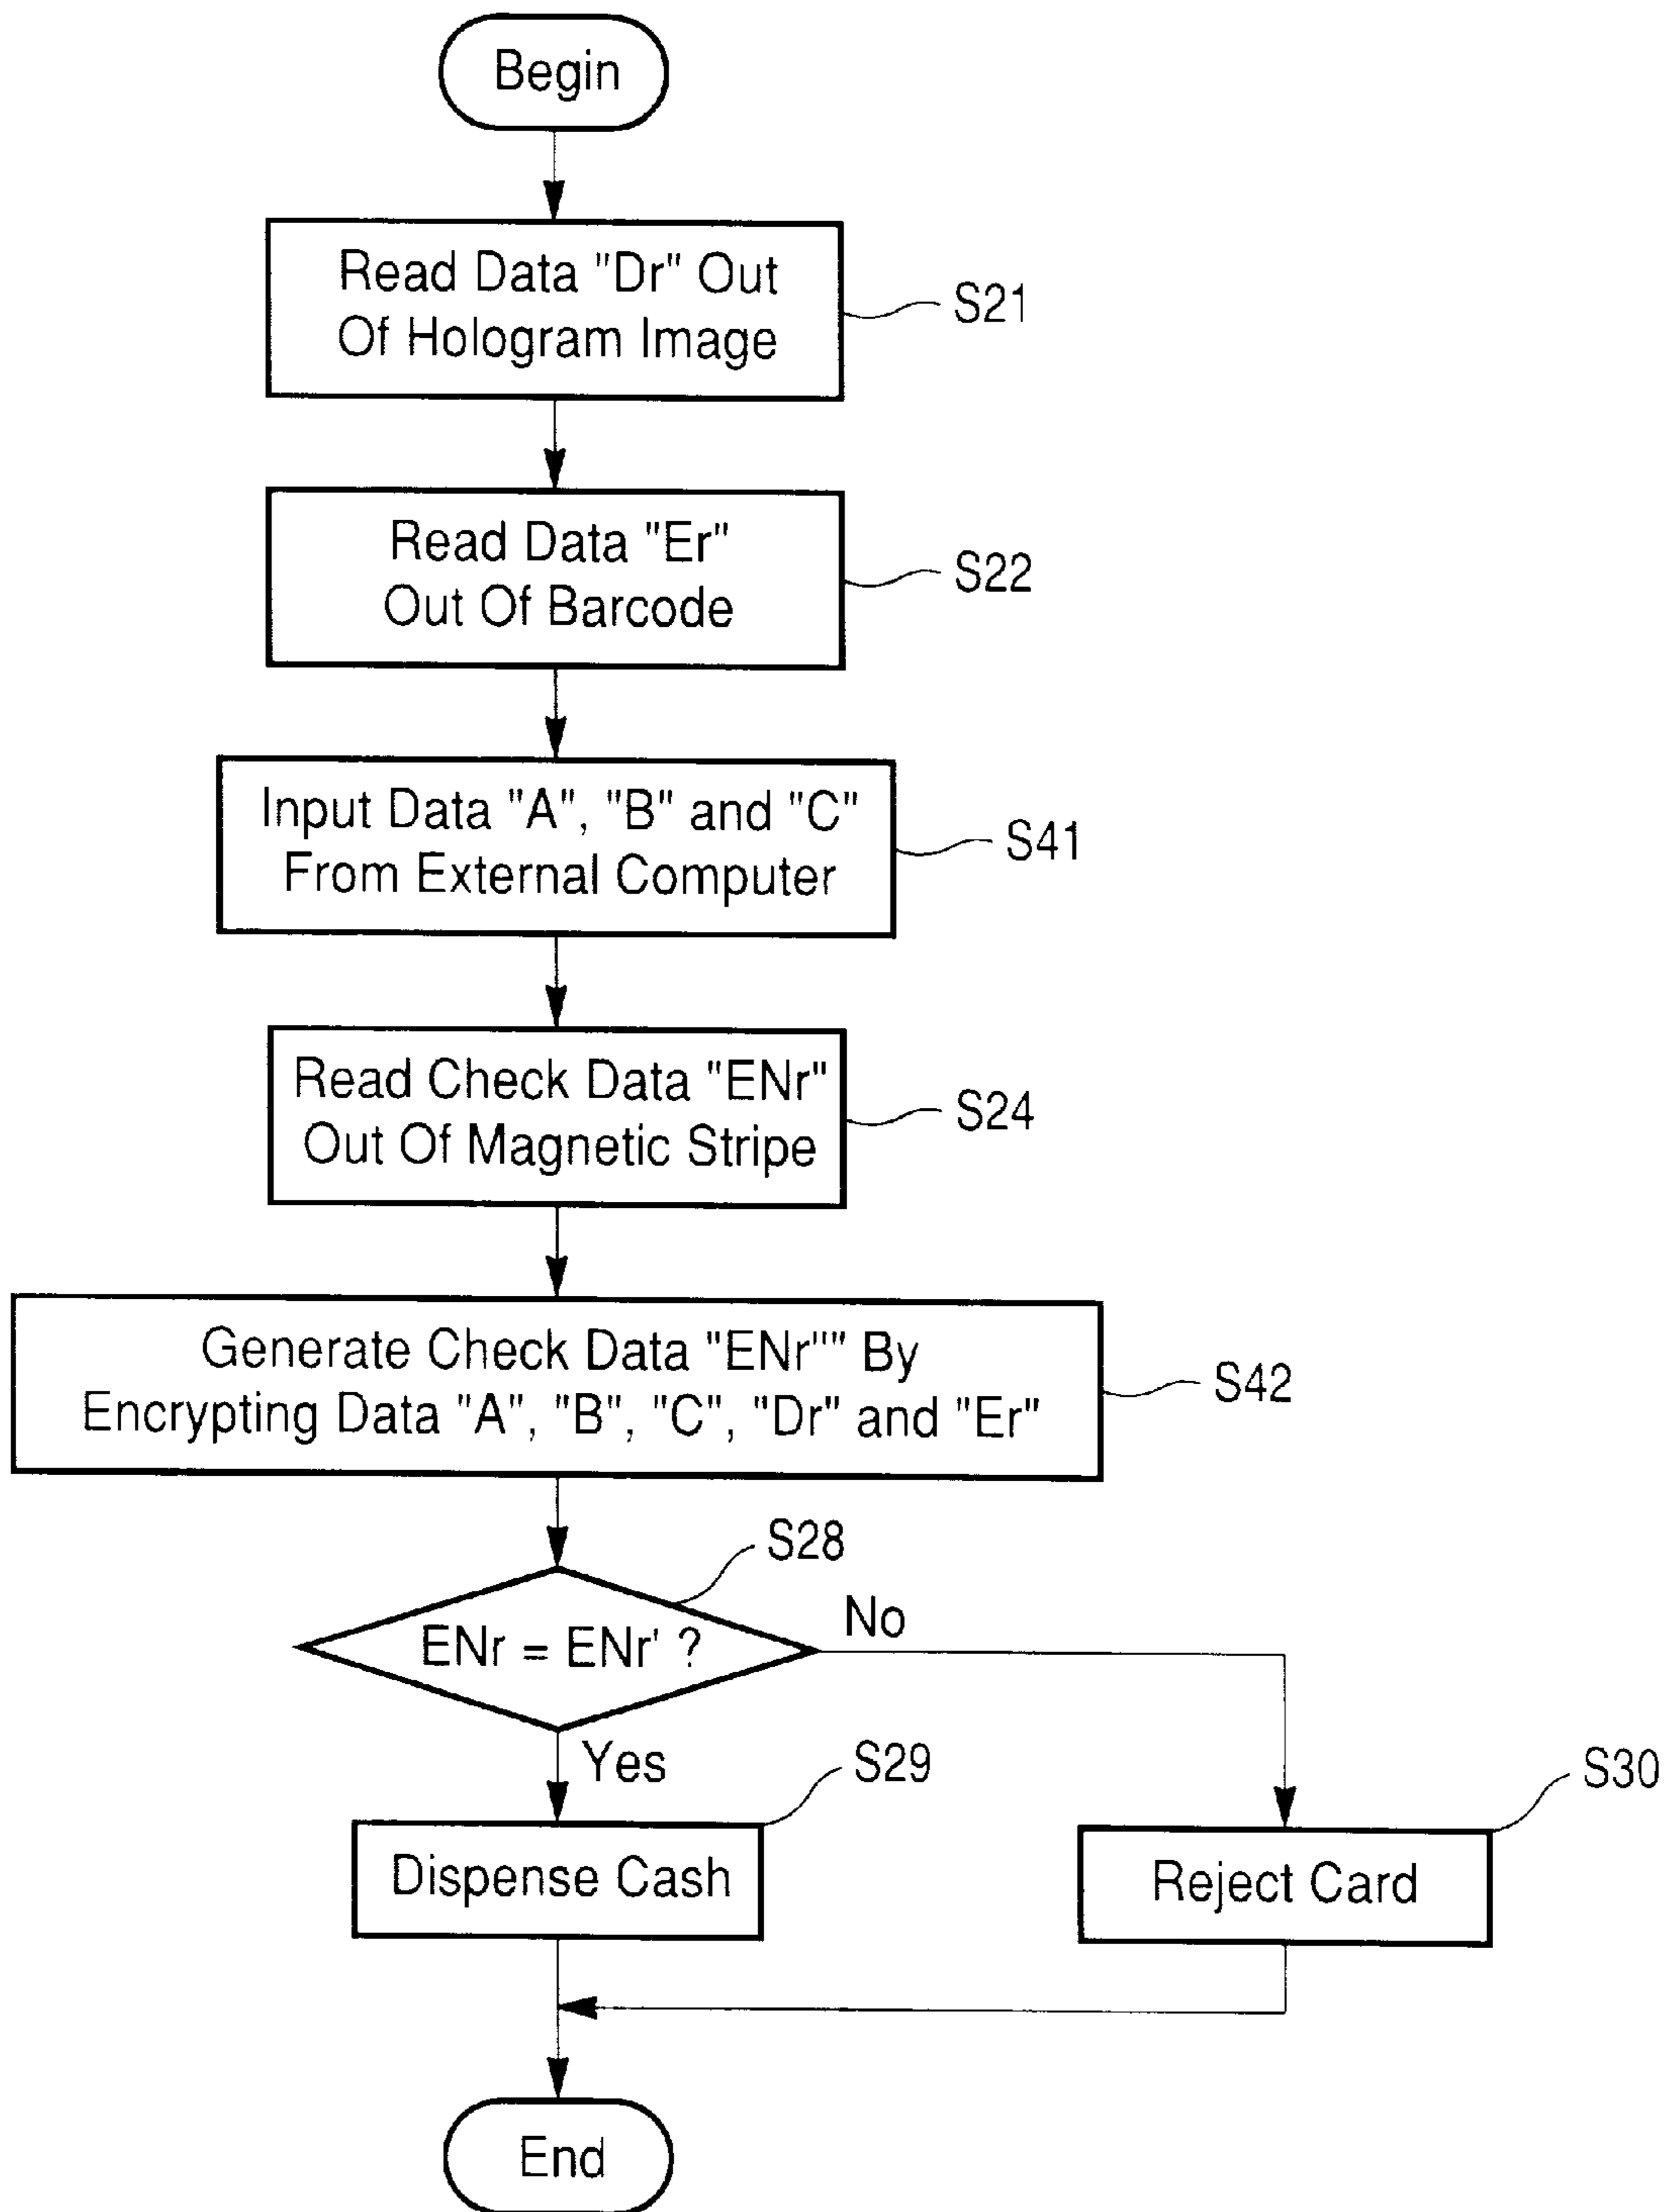 Begin
Read Data "Dr" Out
Of Hologram Image
S21
Read Data "Er"
Out Of Barcode
S22
Input Data "A", "B" and "C"
From External Computer
S41
Read Check Data "ENr"
Out Of Magnetic Stripe
S24
Generate Check Data "ENr'" By
Encrypting Data "A", "B", "C", "Dr" and "Er"
S42
S28
ENr = ENr' ?
No
Yes
S29
Dispense Cash
S30
Reject Card
End